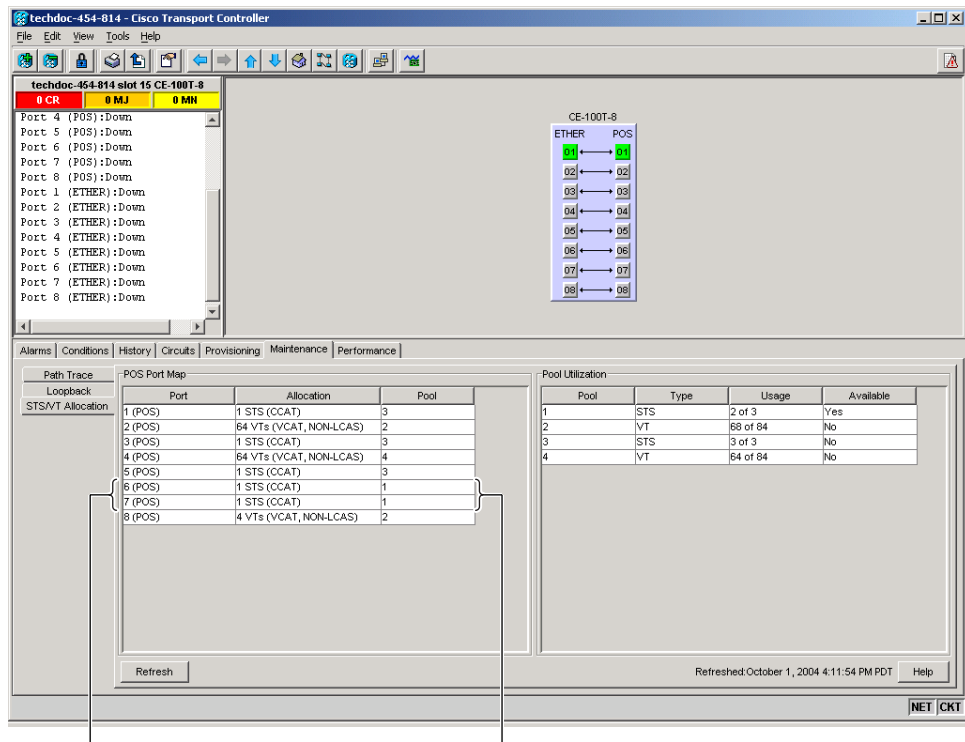 techdoc-454-814 - Cisco Transport Controller
File Edit View Tools Help
techdoc-454-814 slot 15 CE-100T-8
0 CR 0 MJ 0 MN
Port 4 (POS):Down
Port 5 (POS):Down
Port 6 (POS):Down
Port 7 (POS):Down
Port 8 (POS):Down
Port 1 (ETHER):Down
Port 2 (ETHER):Down
Port 3 (ETHER):Down
Port 4 (ETHER):Down
Port 5 (ETHER):Down
Port 6 (ETHER):Down
Port 7 (ETHER):Down
Port 8 (ETHER):Down
CE-100T-8
ETHER POS
01 01
02 02
03 03
04 04
05 05
06 06
07 07
08 08
Alarms Conditions History Circuits Provisioning Maintenance Performance
Path Trace
Loopback
STS/VT Allocation
POS Port Map
Port Allocation Pool
1 (POS) 1 STS (CCAT) 3
2 (POS) 64 VTs (VCAT, NON-LCAS) 2
3 (POS) 1 STS (CCAT) 3
4 (POS) 64 VTs (VCAT, NON-LCAS) 4
5 (POS) 1 STS (CCAT) 3
6 (POS) 1 STS (CCAT) 1
7 (POS) 1 STS (CCAT) 1
8 (POS) 4 VTs (VCAT, NON-LCAS) 2
Pool Utilization
Pool Type Usage Available
1 STS 2 of 3 Yes
2 VT 68 of 84 No
3 STS 3 of 3 No
4 VT 64 of 84 No
Refresh
Refreshed:October 1, 2004 4:11:54 PM PDT
Help
NET CKT